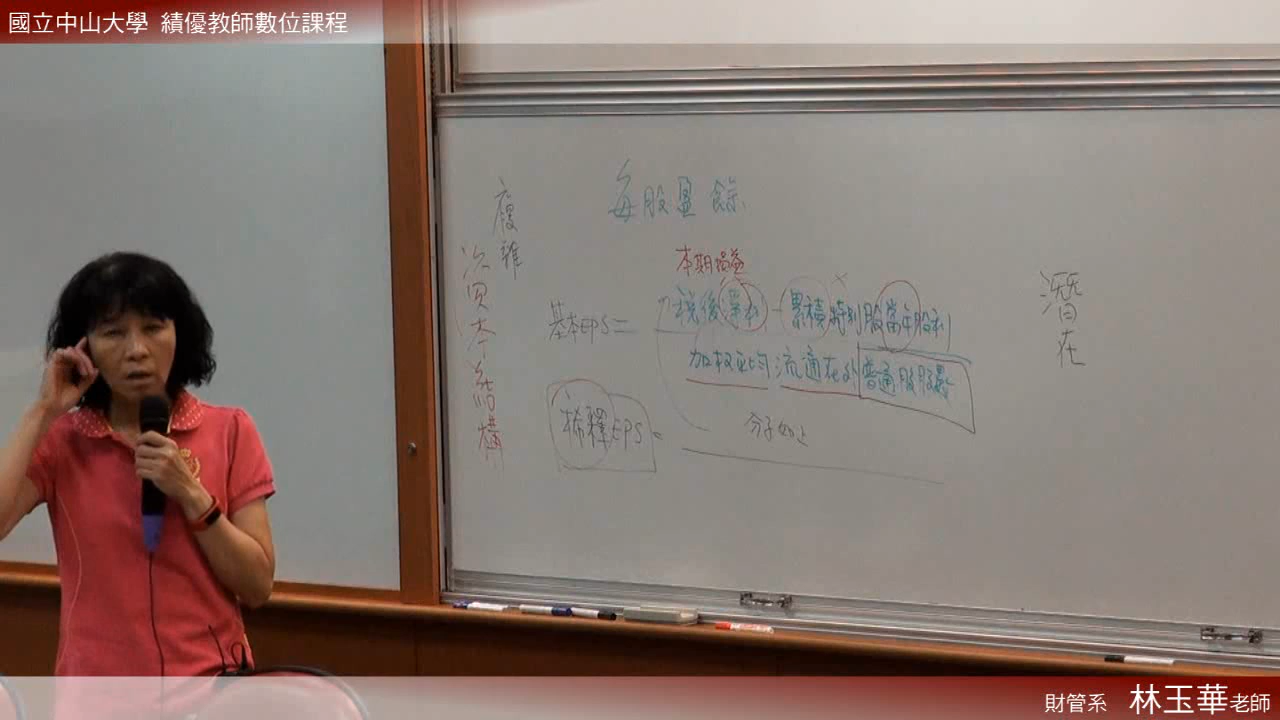 國立中山大學 績優教師數位課程
每股盈餘
複雜
資本結構
本期損益
基本EPS = 稅後淨利 - 累積特別股當年股利
加權平均流通在外普通股股數
潛在
稀釋EPS =
分子如上
財管系 林玉華老師